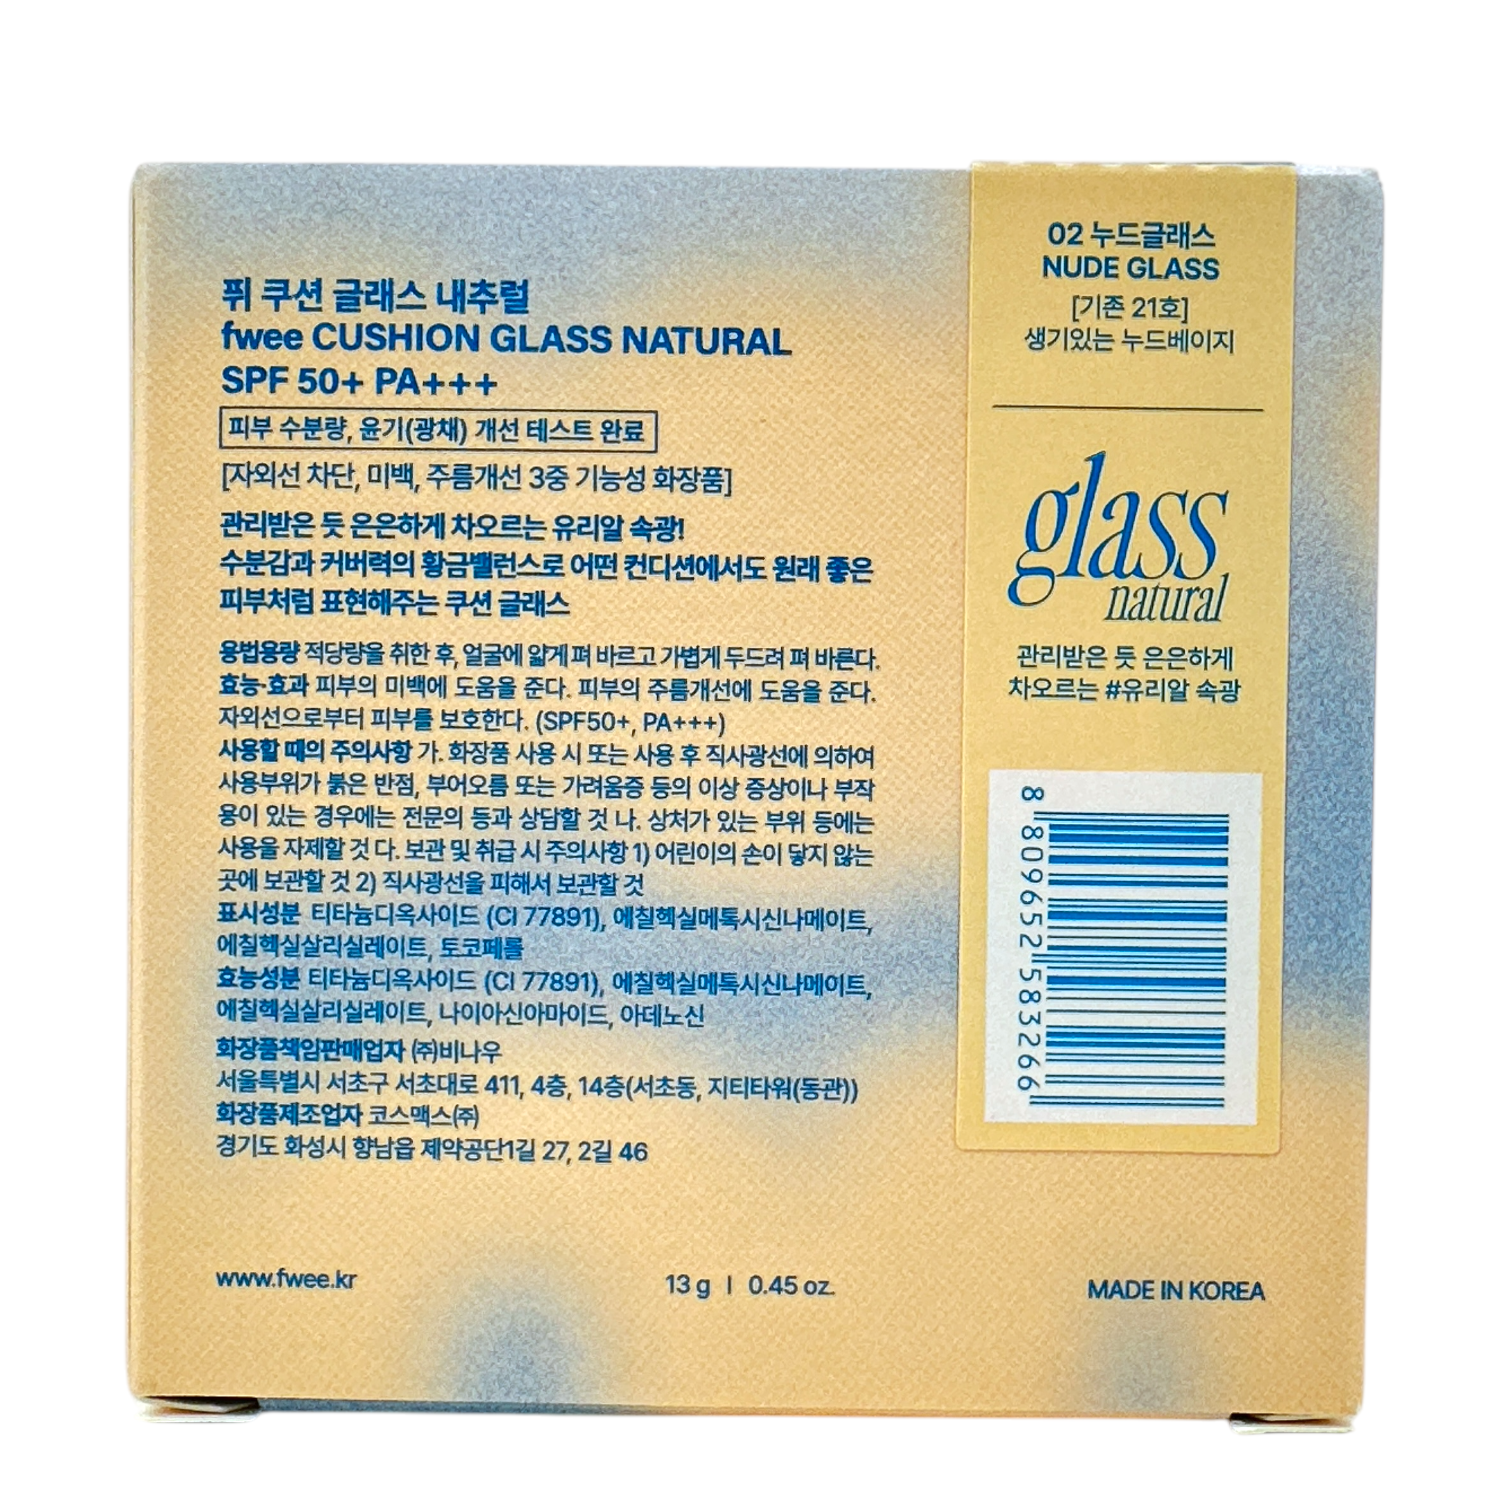 퓌 쿠션 글래스 내추럴
fwee CUSHION GLASS NATURAL
SPF 50+ PA+++
피부 수분량, 윤기(광채) 개선 테스트 완료
[자외선 차단, 미백, 주름개선 3중 기능성 화장품]
관리받은 듯 은은하게 차오르는 유리알 속광!
수분감과 커버력의 황금밸런스로 어떤 컨디션에서도 원래 좋은
피부처럼 표현해주는 쿠션 글래스
용법용량 적당량을 취한 후, 얼굴에 얇게 펴 바르고 가볍게 두드려 펴 바른다.
효능·효과 피부의 미백에 도움을 준다. 피부의 주름개선에 도움을 준다.
자외선으로부터 피부를 보호한다. (SPF50+, PA+++)
사용할 때의 주의사항 가. 화장품 사용 시 또는 사용 후 직사광선에 의하여
사용부위가 붉은 반점, 부어오름 또는 가려움증 등의 이상 증상이나 부작
용이 있는 경우에는 전문의 등과 상담할 것 나. 상처가 있는 부위 등에는
사용을 자제할 것 다. 보관 및 취급 시 주의사항 1) 어린이의 손이 닿지 않는
곳에 보관할 것 2) 직사광선을 피해서 보관할 것
표시성분 티타늄디옥사이드 (CI 77891), 에칠헥실메톡시신나메이트,
에칠헥실살리실레이트, 토코페롤
효능성분 티타늄디옥사이드 (CI 77891), 에칠헥실메톡시신나메이트,
에칠헥실살리실레이트, 나이아신아마이드, 아데노신
화장품책임판매업자 ㈜비나우
서울특별시 서초구 서초대로 411, 4층, 14층(서초동, 지티타워(동관))
화장품제조업자 코스맥스㈜
경기도 화성시 향남읍 제약공단1길 27, 2길 46
www.fwee.kr
13 g | 0.45 oz.
MADE IN KOREA
02 누드글래스
NUDE GLASS
[기존 21호]
생기있는 누드베이지
glass
natural
관리받은 듯 은은하게
차오르는 #유리알 속광
8 809652 583266